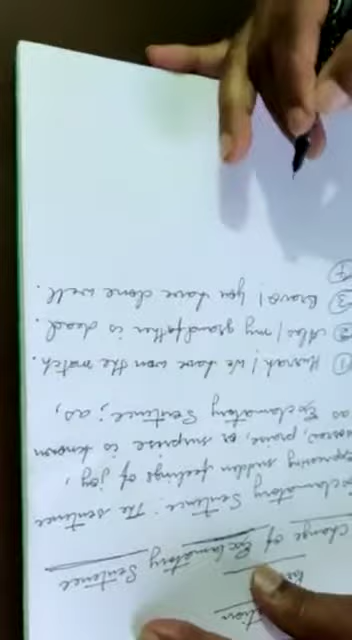 Change of Exclamatory Sentence
Exclamatory Sentence: The sentence
expressing sudden feelings of joy,
sorrow, praise, or surprise is known
as Exclamatory Sentence; as,
① Hurrah! we have won the match.
② Alas! my grandfather is dead.
③ Bravo! you have done well.
④